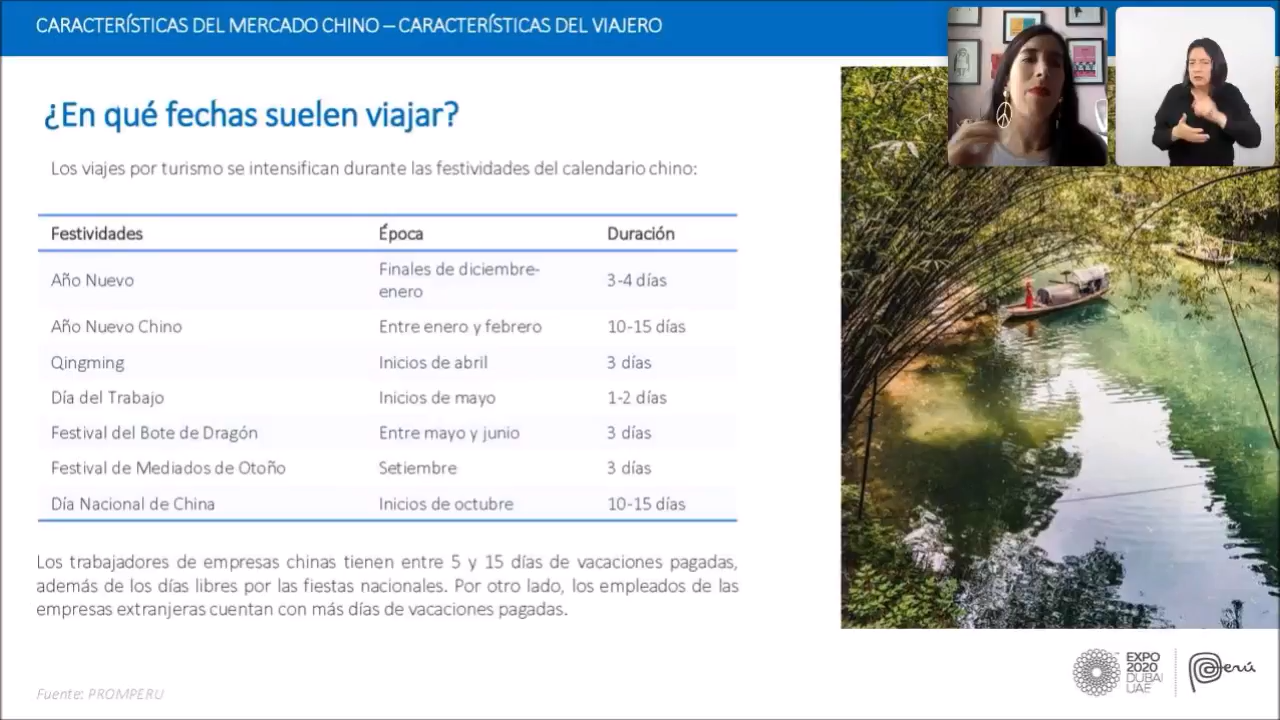 CARACTERÍSTICAS DEL MERCADO CHINO – CARACTERÍSTICAS DEL VIAJERO
¿En qué fechas suelen viajar?
Los viajes por turismo se intensifican durante las festividades del calendario chino:
Festividades Época Duración
Año Nuevo Finales de diciembre-enero 3-4 días
Año Nuevo Chino Entre enero y febrero 10-15 días
Qingming Inicios de abril 3 días
Día del Trabajo Inicios de mayo 1-2 días
Festival del Bote de Dragón Entre mayo y junio 3 días
Festival de Mediados de Otoño Setiembre 3 días
Día Nacional de China Inicios de octubre 10-15 días
Los trabajadores de empresas chinas tienen entre 5 y 15 días de vacaciones pagadas,
además de los días libres por las fiestas nacionales. Por otro lado, los empleados de las
empresas extranjeras cuentan con más días de vacaciones pagadas.
Fuente: PROMPERU
EXPO
2020
DUBAI
UAE
Perú